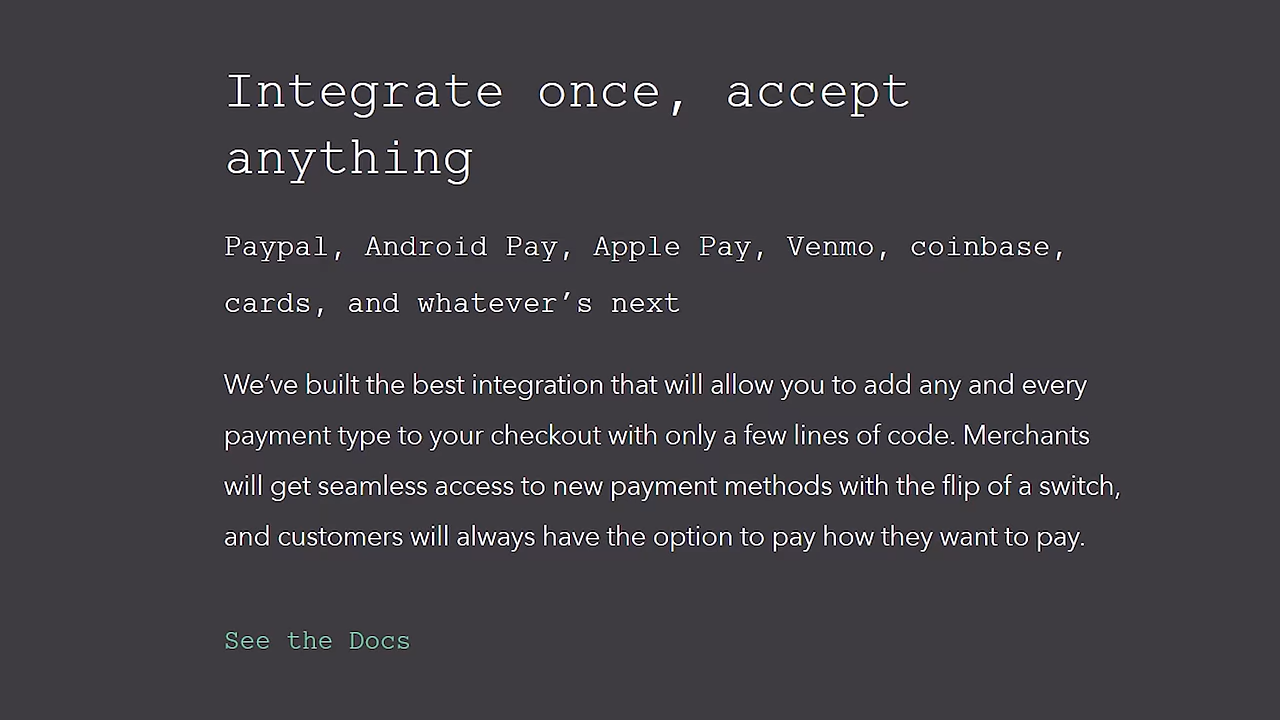 Integrate once, accept
anything
Paypal, Android Pay, Apple Pay, Venmo, coinbase,
cards, and whatever’s next
We’ve built the best integration that will allow you to add any and every
payment type to your checkout with only a few lines of code. Merchants
will get seamless access to new payment methods with the flip of a switch,
and customers will always have the option to pay how they want to pay.
See the Docs